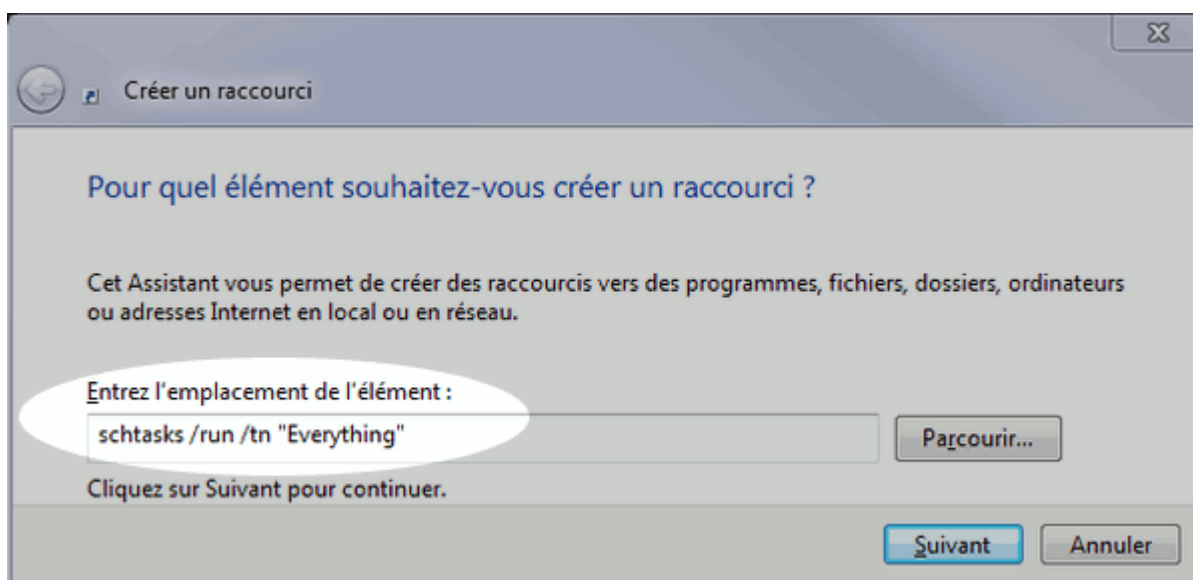 Créer un raccourci
Pour quel élément souhaitez-vous créer un raccourci ?
Cet Assistant vous permet de créer des raccourcis vers des programmes, fichiers, dossiers, ordinateurs
ou adresses Internet en local ou en réseau.
Entrez l'emplacement de l'élément :
schtasks /run /tn "Everything"
Parcourir...
Cliquez sur Suivant pour continuer.
Suivant
Annuler